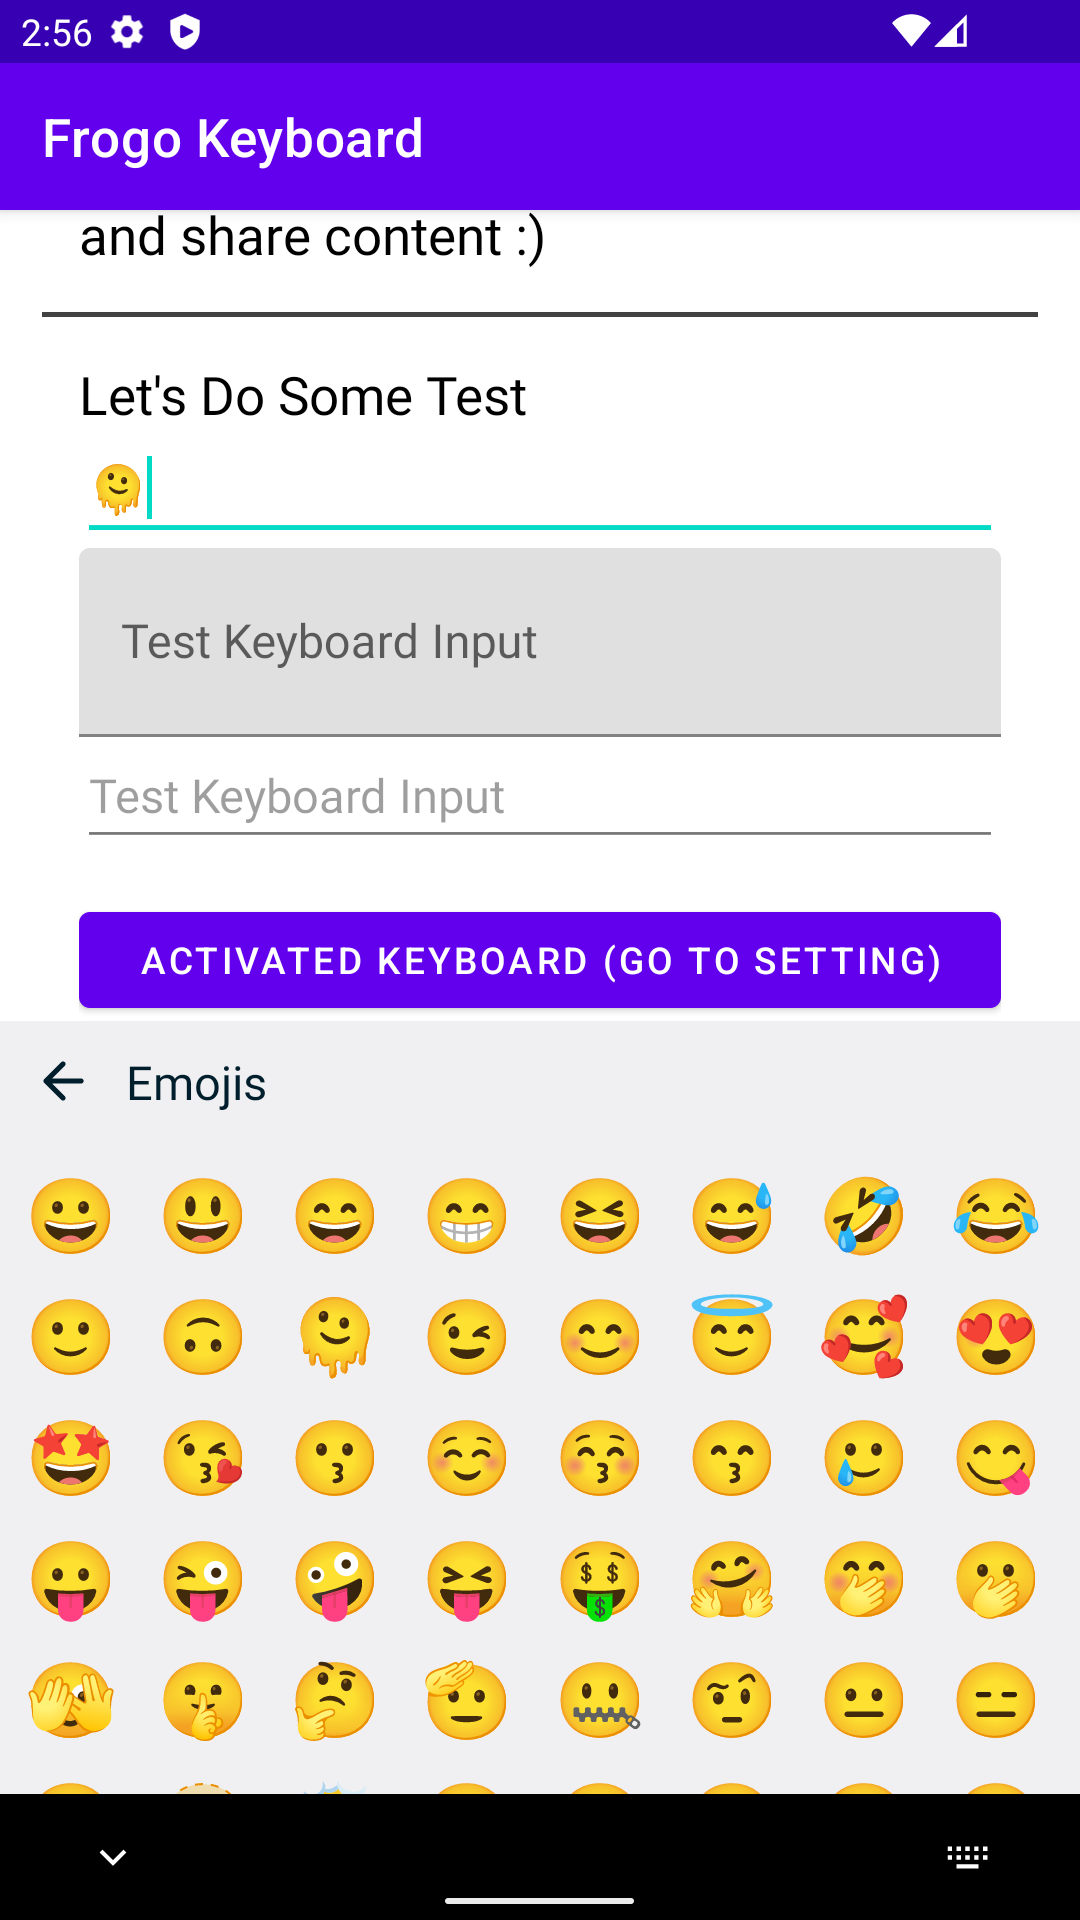 2:56
Frogo Keyboard
and share content :)
Let's Do Some Test
🫠
Test Keyboard Input
Test Keyboard Input
ACTIVATED KEYBOARD (GO TO SETTING)
Emojis